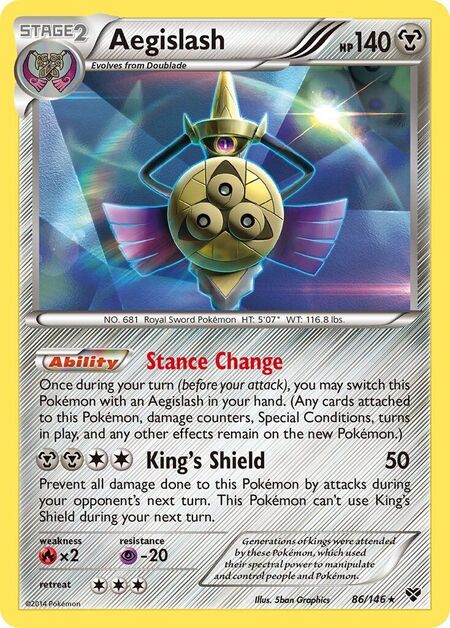 STAGE2
Aegislash
HP140
Evolves from Doublade
NO. 681 Royal Sword Pokémon HT: 5'07" WT: 116.8 lbs.
Ability Stance Change
Once during your turn (before your attack), you may switch this
Pokémon with an Aegislash in your hand. (Any cards attached
to this Pokémon, damage counters, Special Conditions, turns
in play, and any other effects remain on the new Pokémon.)
King's Shield 50
Prevent all damage done to this Pokémon by attacks during
your opponent's next turn. This Pokémon can't use King's
Shield during your next turn.
weakness resistance
×2 -20
retreat
Generations of kings were attended
by these Pokémon, which used
their spectral power to manipulate
and control people and Pokémon.
©2014 Pokémon Illus. 5ban Graphics 86/146★ XY